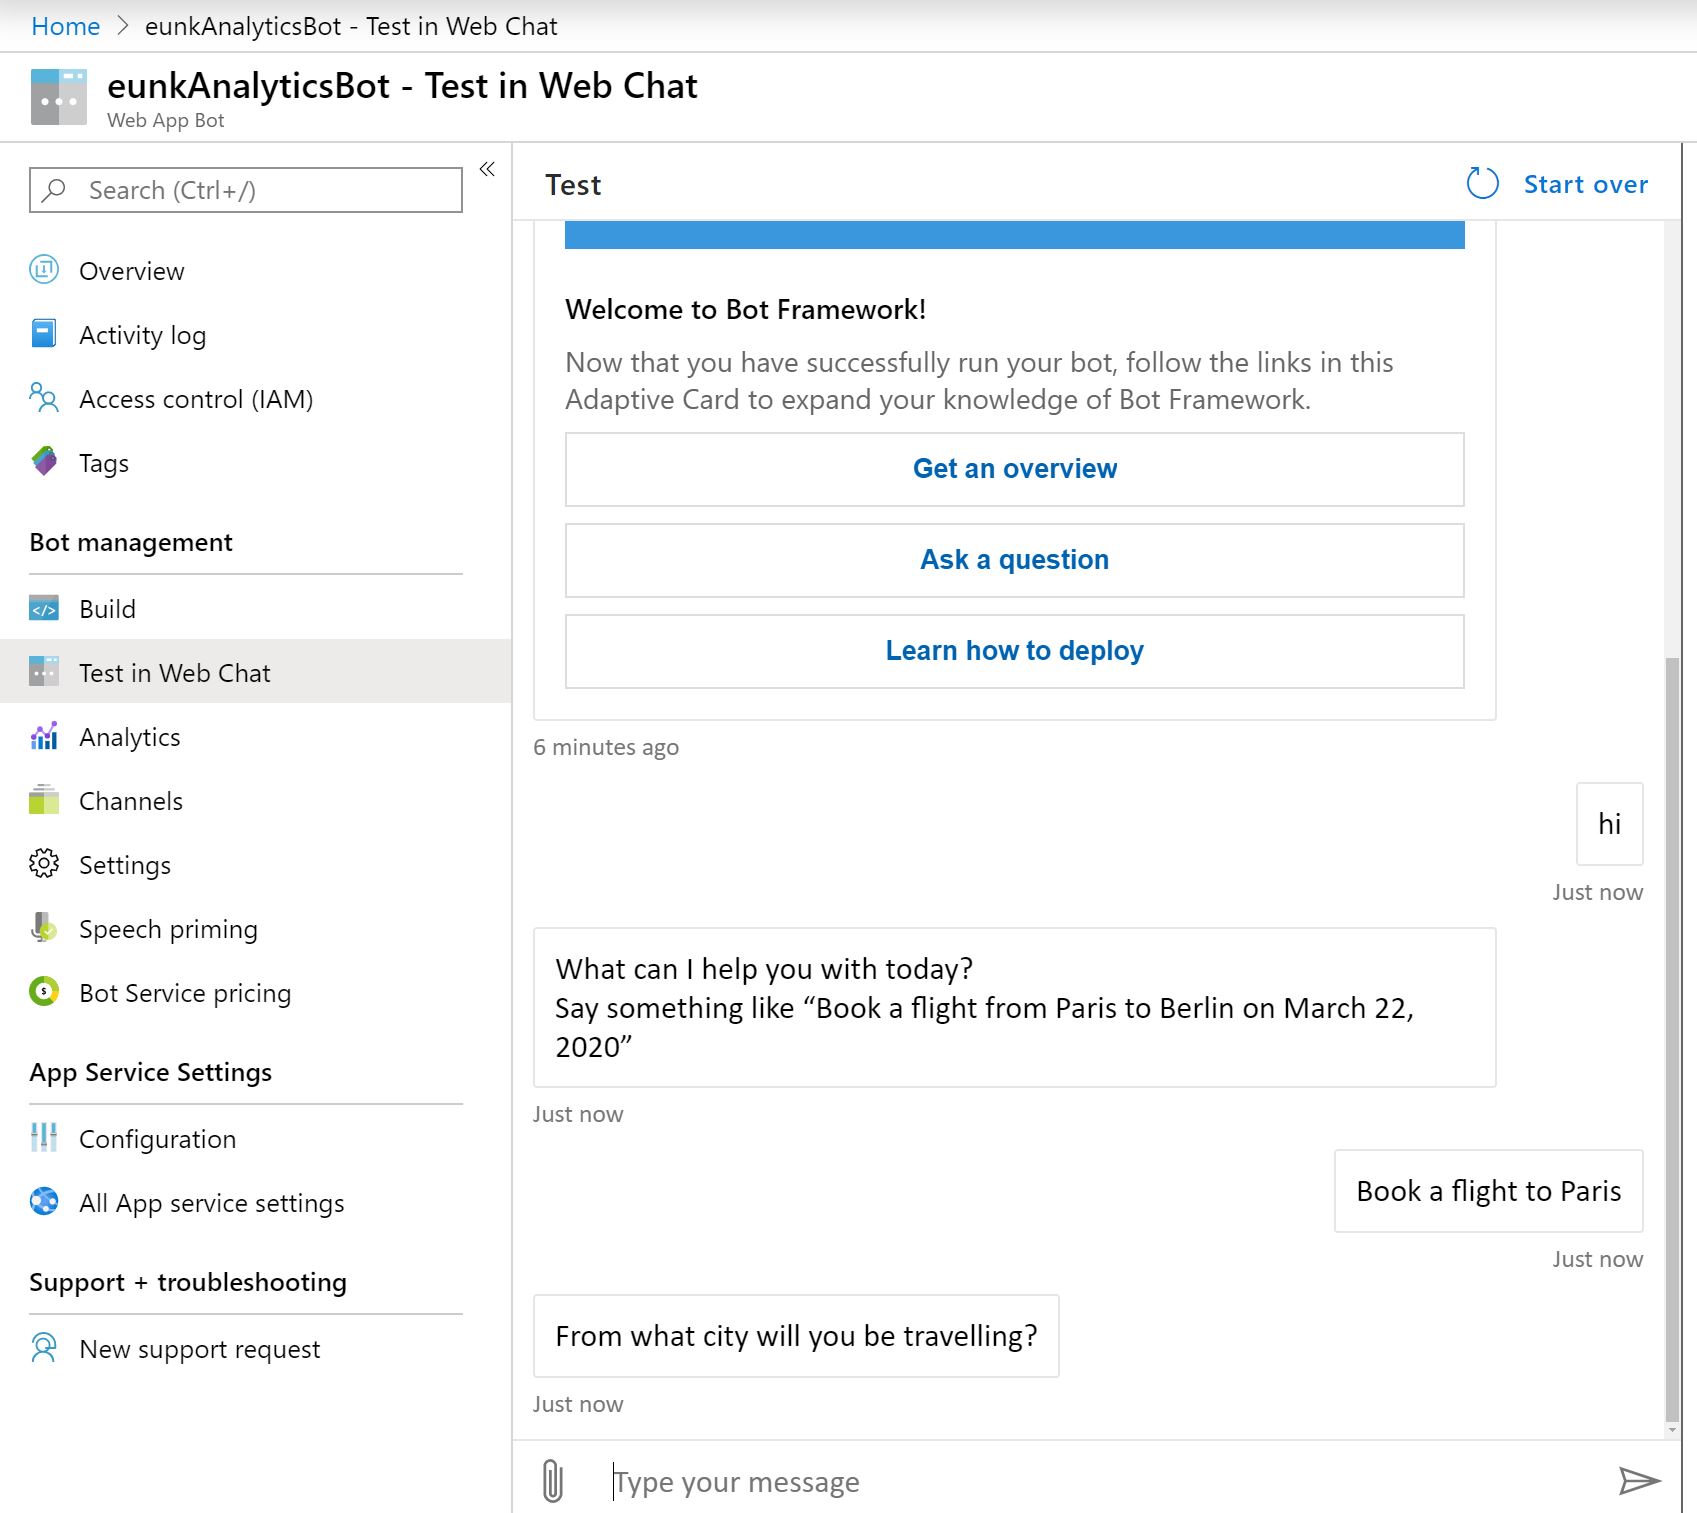 Home > eunkAnalyticsBot - Test in Web Chat
eunkAnalyticsBot - Test in Web Chat
Web App Bot
Search (Ctrl+/)
«
Overview
Activity log
Access control (IAM)
Tags
Bot management
Build
Test in Web Chat
Analytics
Channels
Settings
Speech priming
Bot Service pricing
App Service Settings
Configuration
All App service settings
Support + troubleshooting
New support request
Test
Start over
Welcome to Bot Framework!
Now that you have successfully run your bot, follow the links in this
Adaptive Card to expand your knowledge of Bot Framework.
Get an overview
Ask a question
Learn how to deploy
6 minutes ago
hi
Just now
What can I help you with today?
Say something like “Book a flight from Paris to Berlin on March 22,
2020”
Just now
Book a flight to Paris
Just now
From what city will you be travelling?
Just now
Type your message